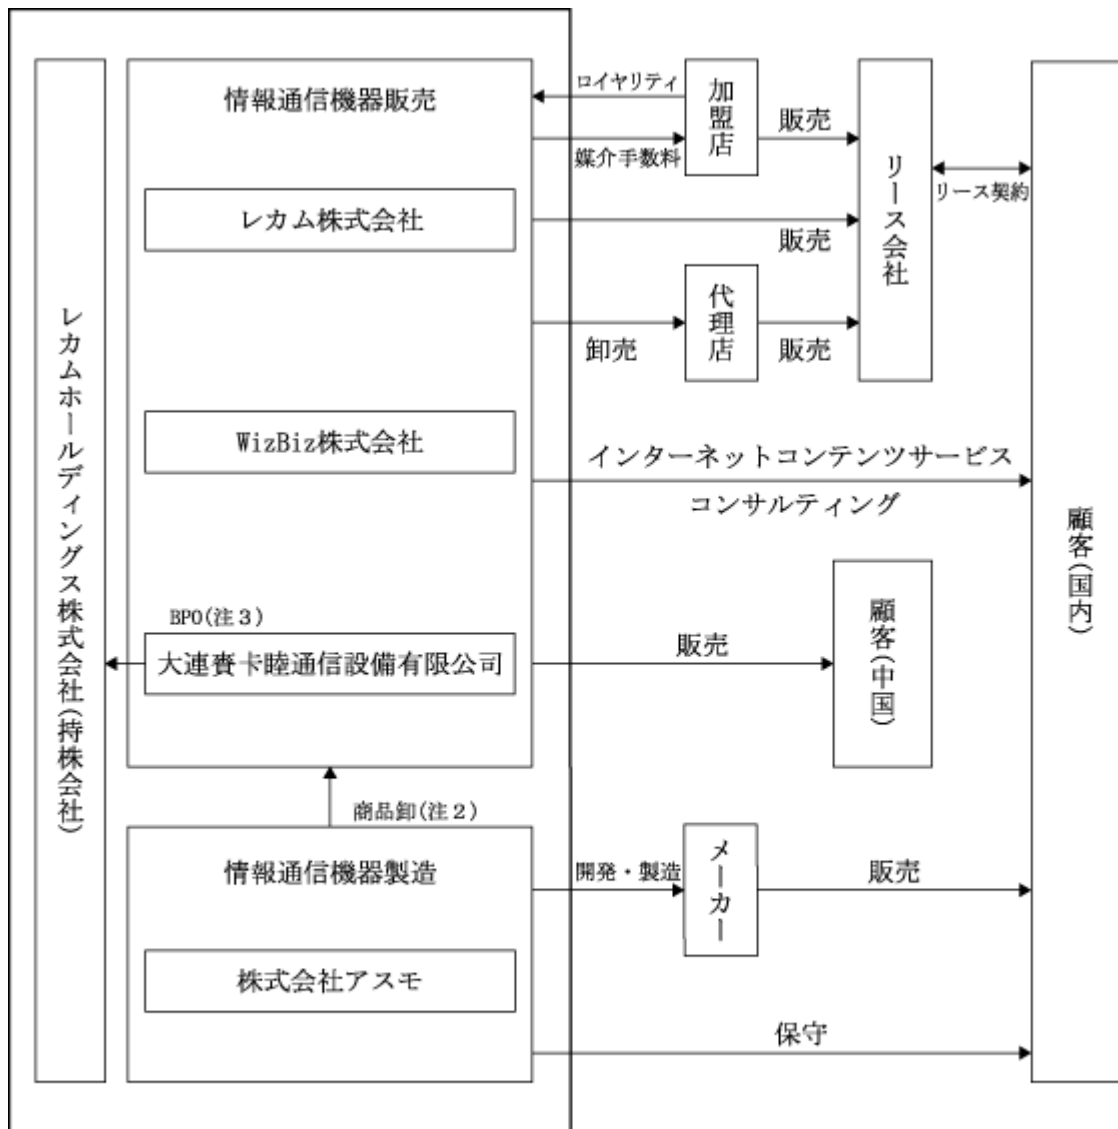 レカムホールディングス株式会社(持株会社)
情報通信機器販売
レカム株式会社
WizBiz株式会社
BPO(注3)
大連賚卡睦通信設備有限公司
商品卸(注2)
情報通信機器製造
株式会社アスモ
ロイヤリティ
媒介手数料
加盟店
販売
販売
卸売
代理店
販売
リース会社
リース契約
インターネットコンテンツサービス
コンサルティング
販売
顧客(中国)
開発・製造
メーカー
販売
保守
顧客(国内)